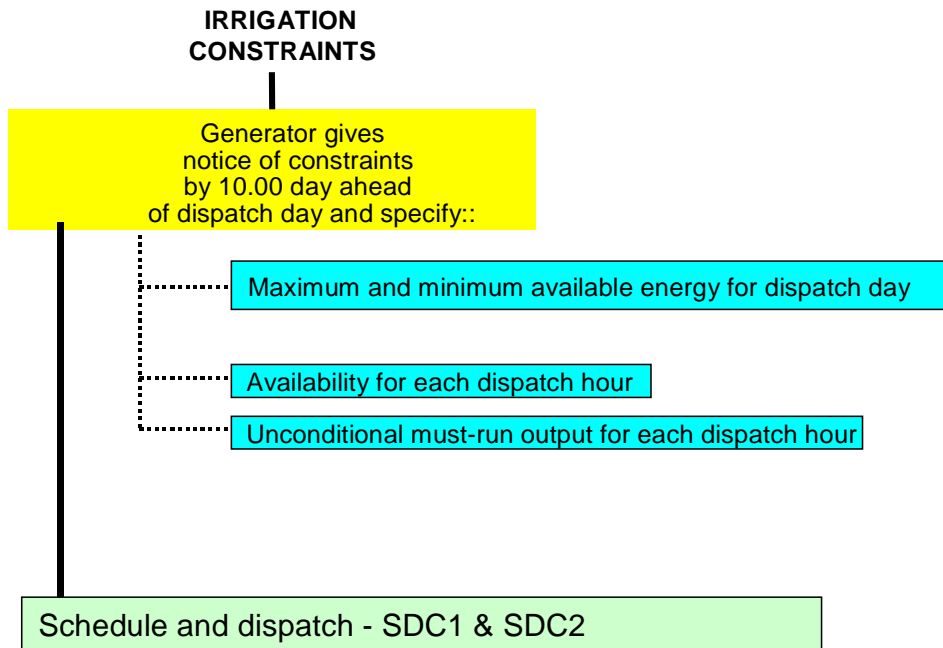 IRRIGATION
CONSTRAINTS
Generator gives
notice of constraints
by 10.00 day ahead
of dispatch day and specify::
Maximum and minimum available energy for dispatch day
Availability for each dispatch hour
Unconditional must-run output for each dispatch hour
Schedule and dispatch - SDC1 & SDC2